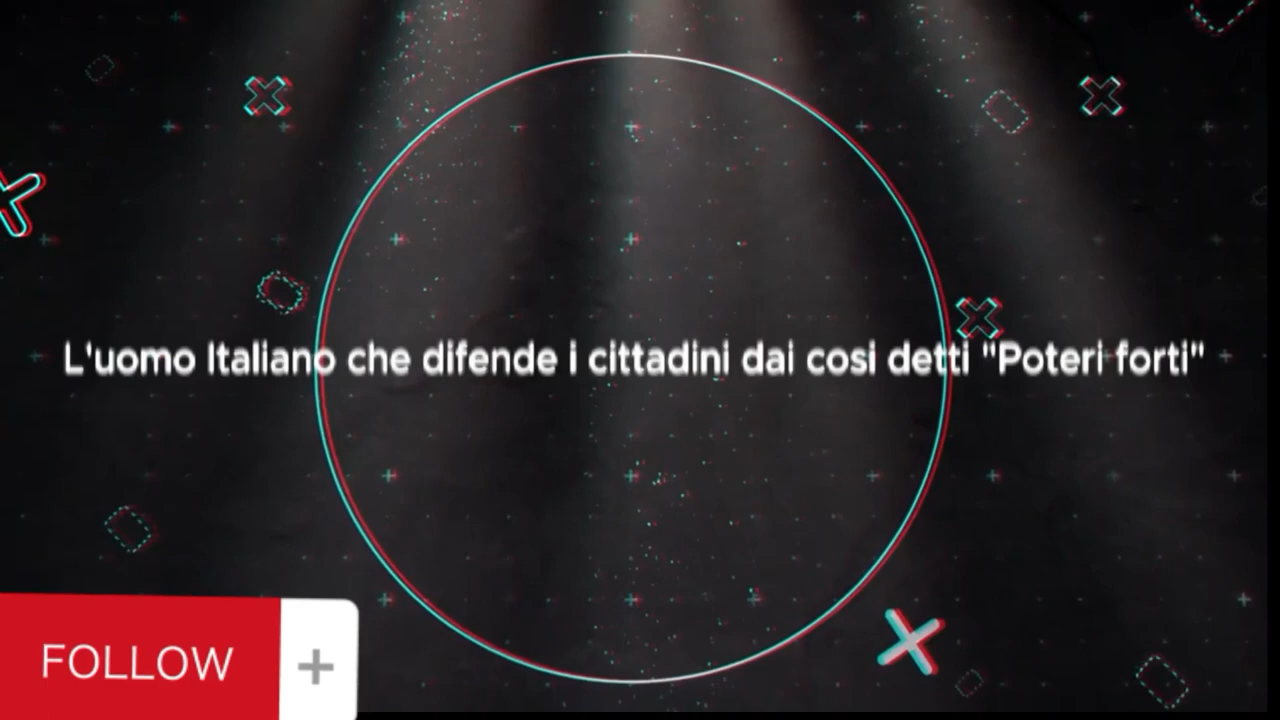 L'uomo Italiano che difende i cittadini dai cosi detti "Poteri forti"
FOLLOW +